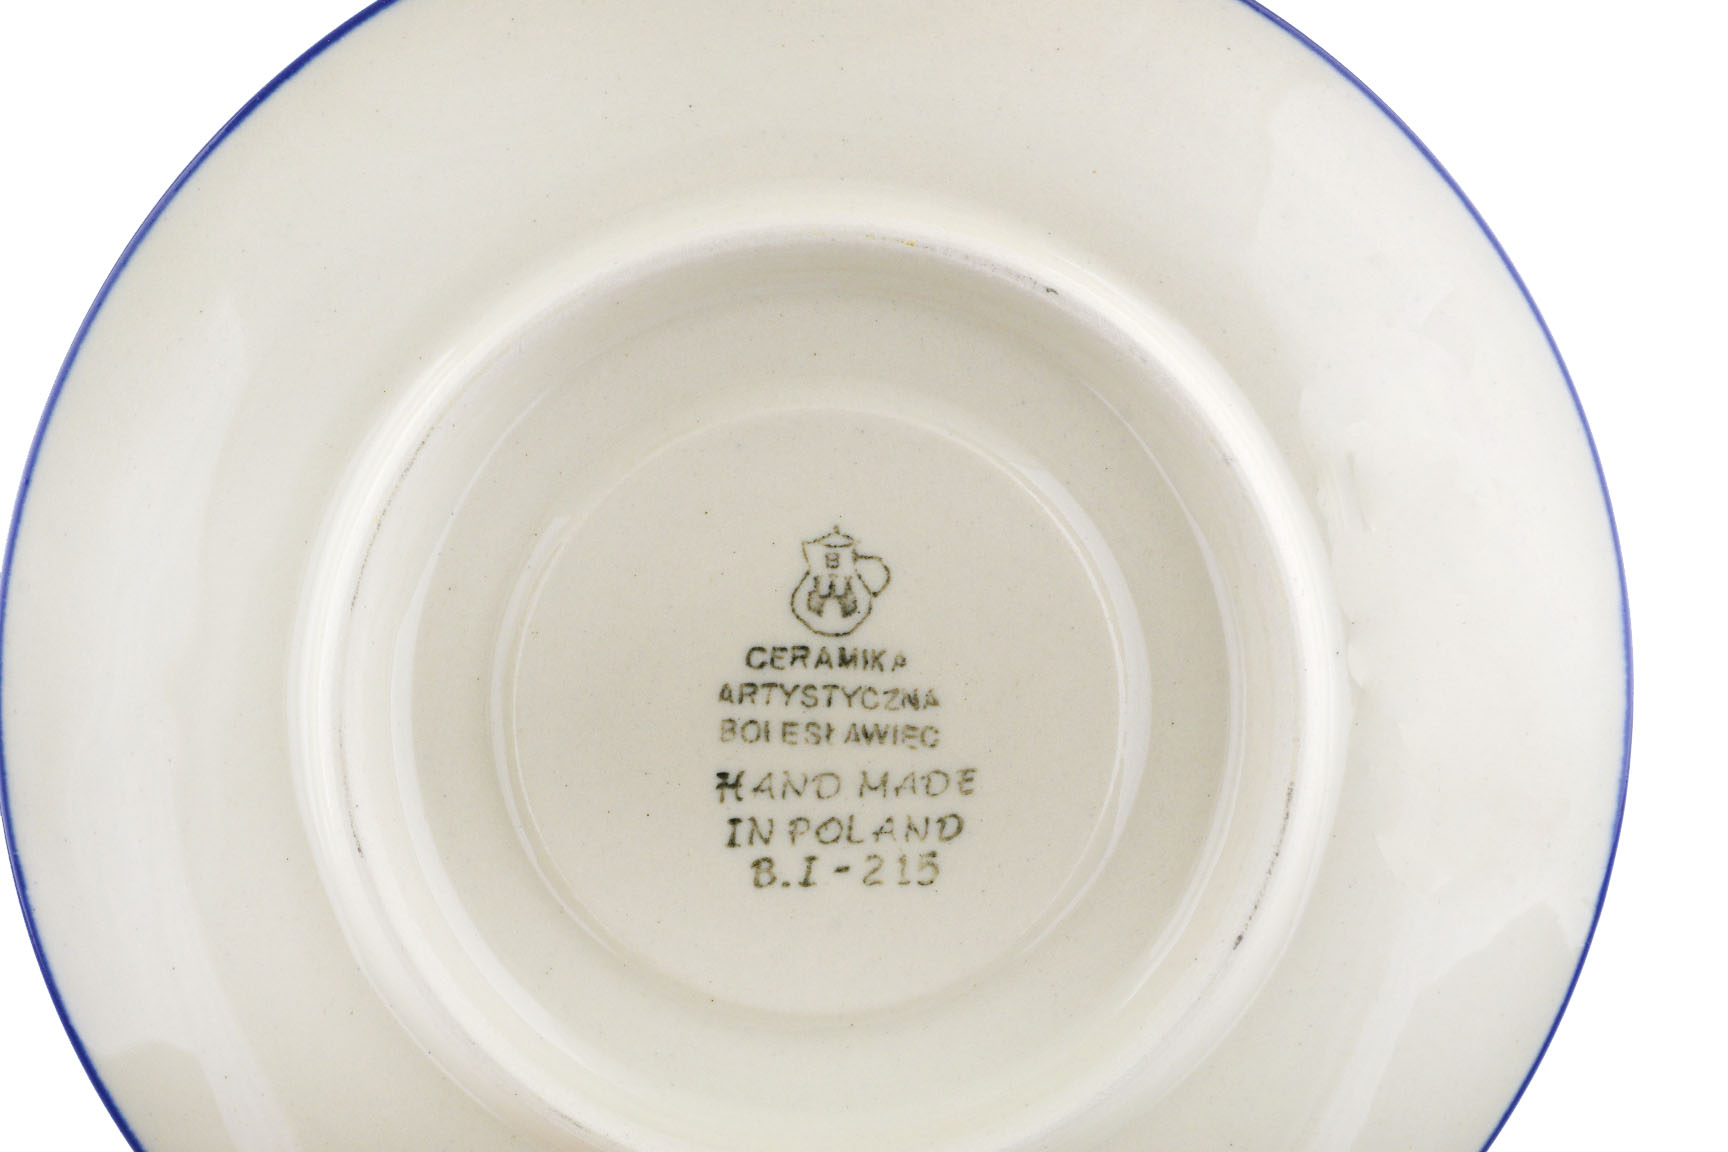 B
CERAMIKA
ARTYSTYCZNA
BOLESŁAWIEC
HAND MADE
IN POLAND
B.I-215